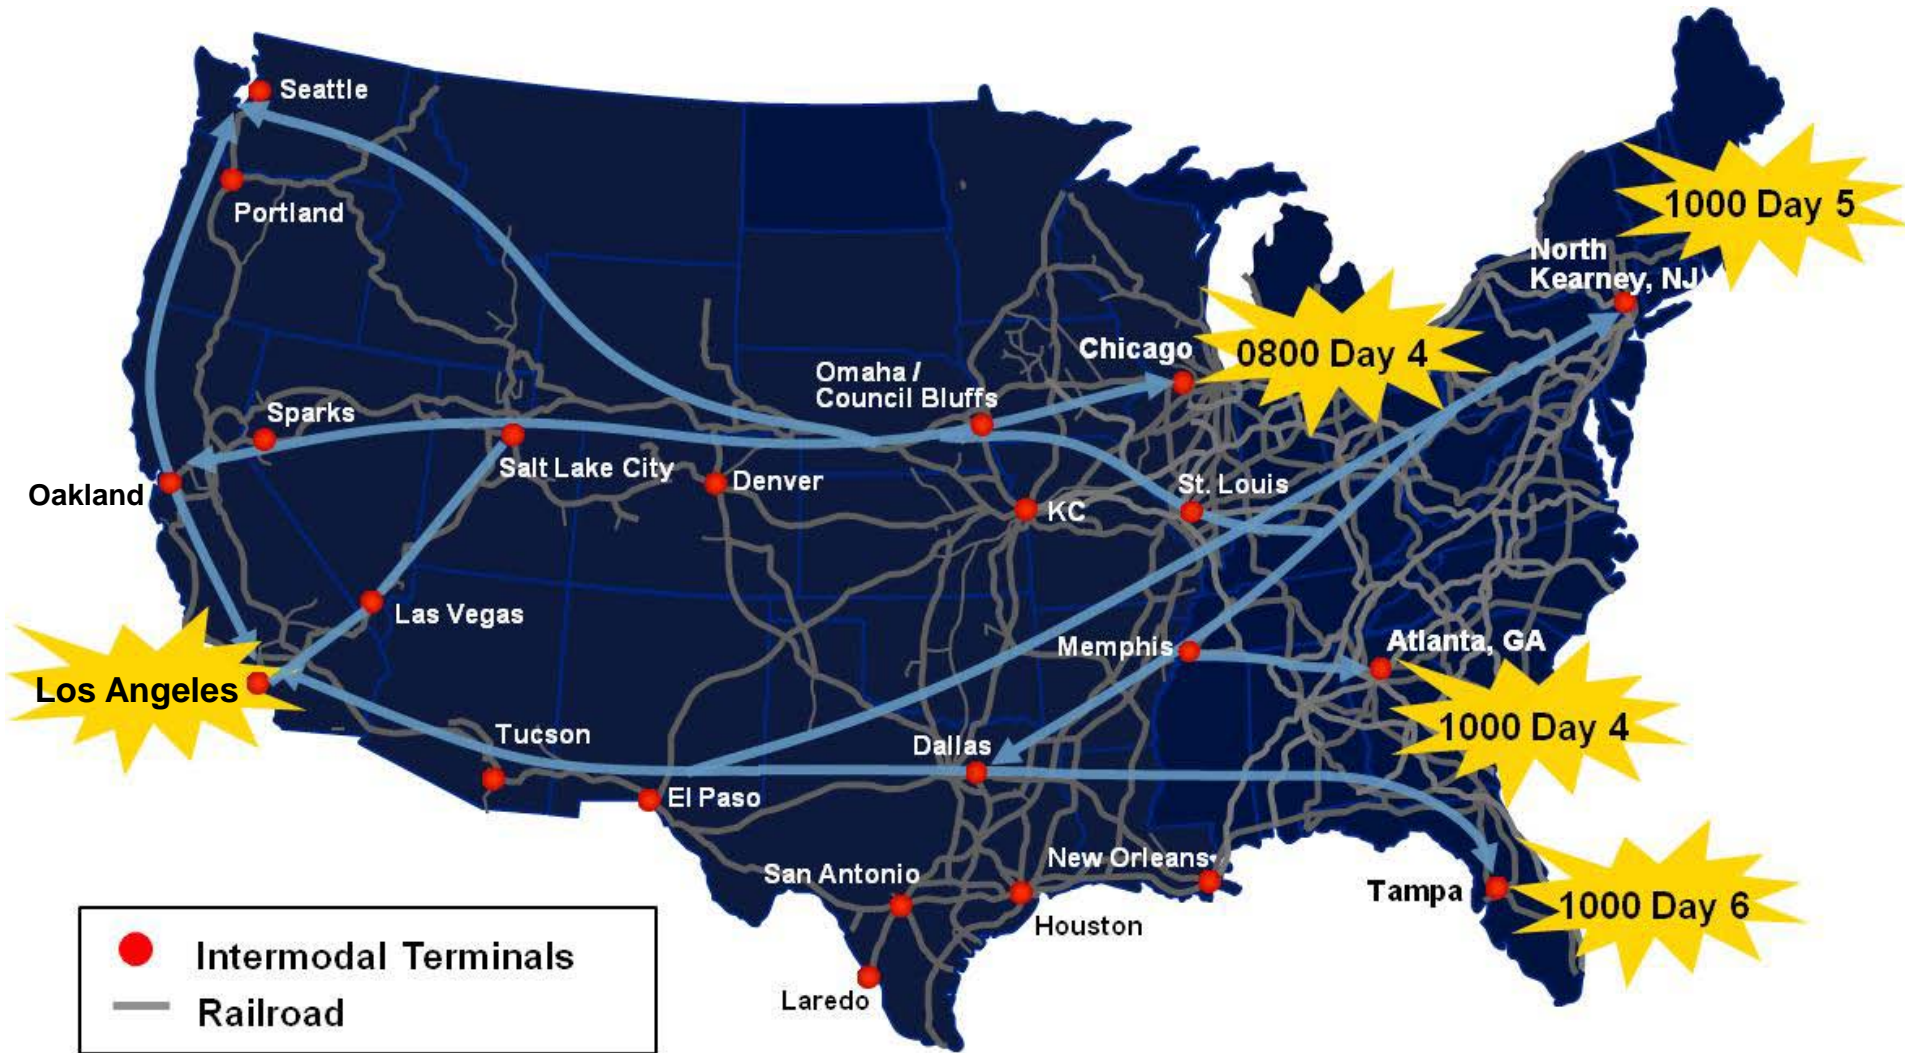 Seattle
Portland
1000 Day 5
North
Kearney, NJ
Chicago
0800 Day 4
Omaha /
Council Bluffs
Sparks
Salt Lake City
Denver
Oakland
St. Louis
KC
Las Vegas
Memphis
Atlanta, GA
Los Angeles
1000 Day 4
Tucson
Dallas
El Paso
San Antonio
New Orleans
Tampa
1000 Day 6
Houston
Laredo
Intermodal Terminals
Railroad